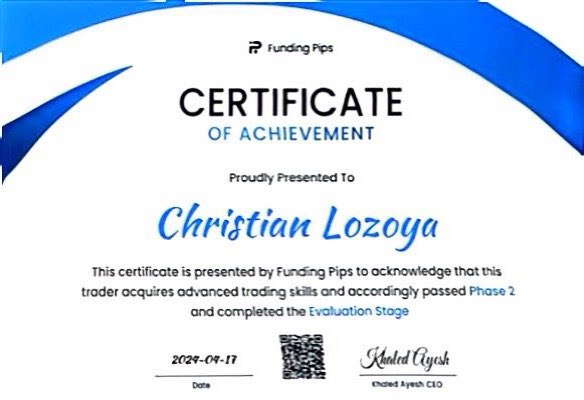 Funding Pips
CERTIFICATE
OF ACHIEVEMENT
Proudly Presented To
Christian Lozoya
This certificate is presented by Funding Pips to acknowledge that this
trader acquires advanced trading skills and accordingly passed Phase 2
and completed the Evaluation Stage
2024-04-17
Khaled Ayesh
Date
Khaled Ayesh CEO